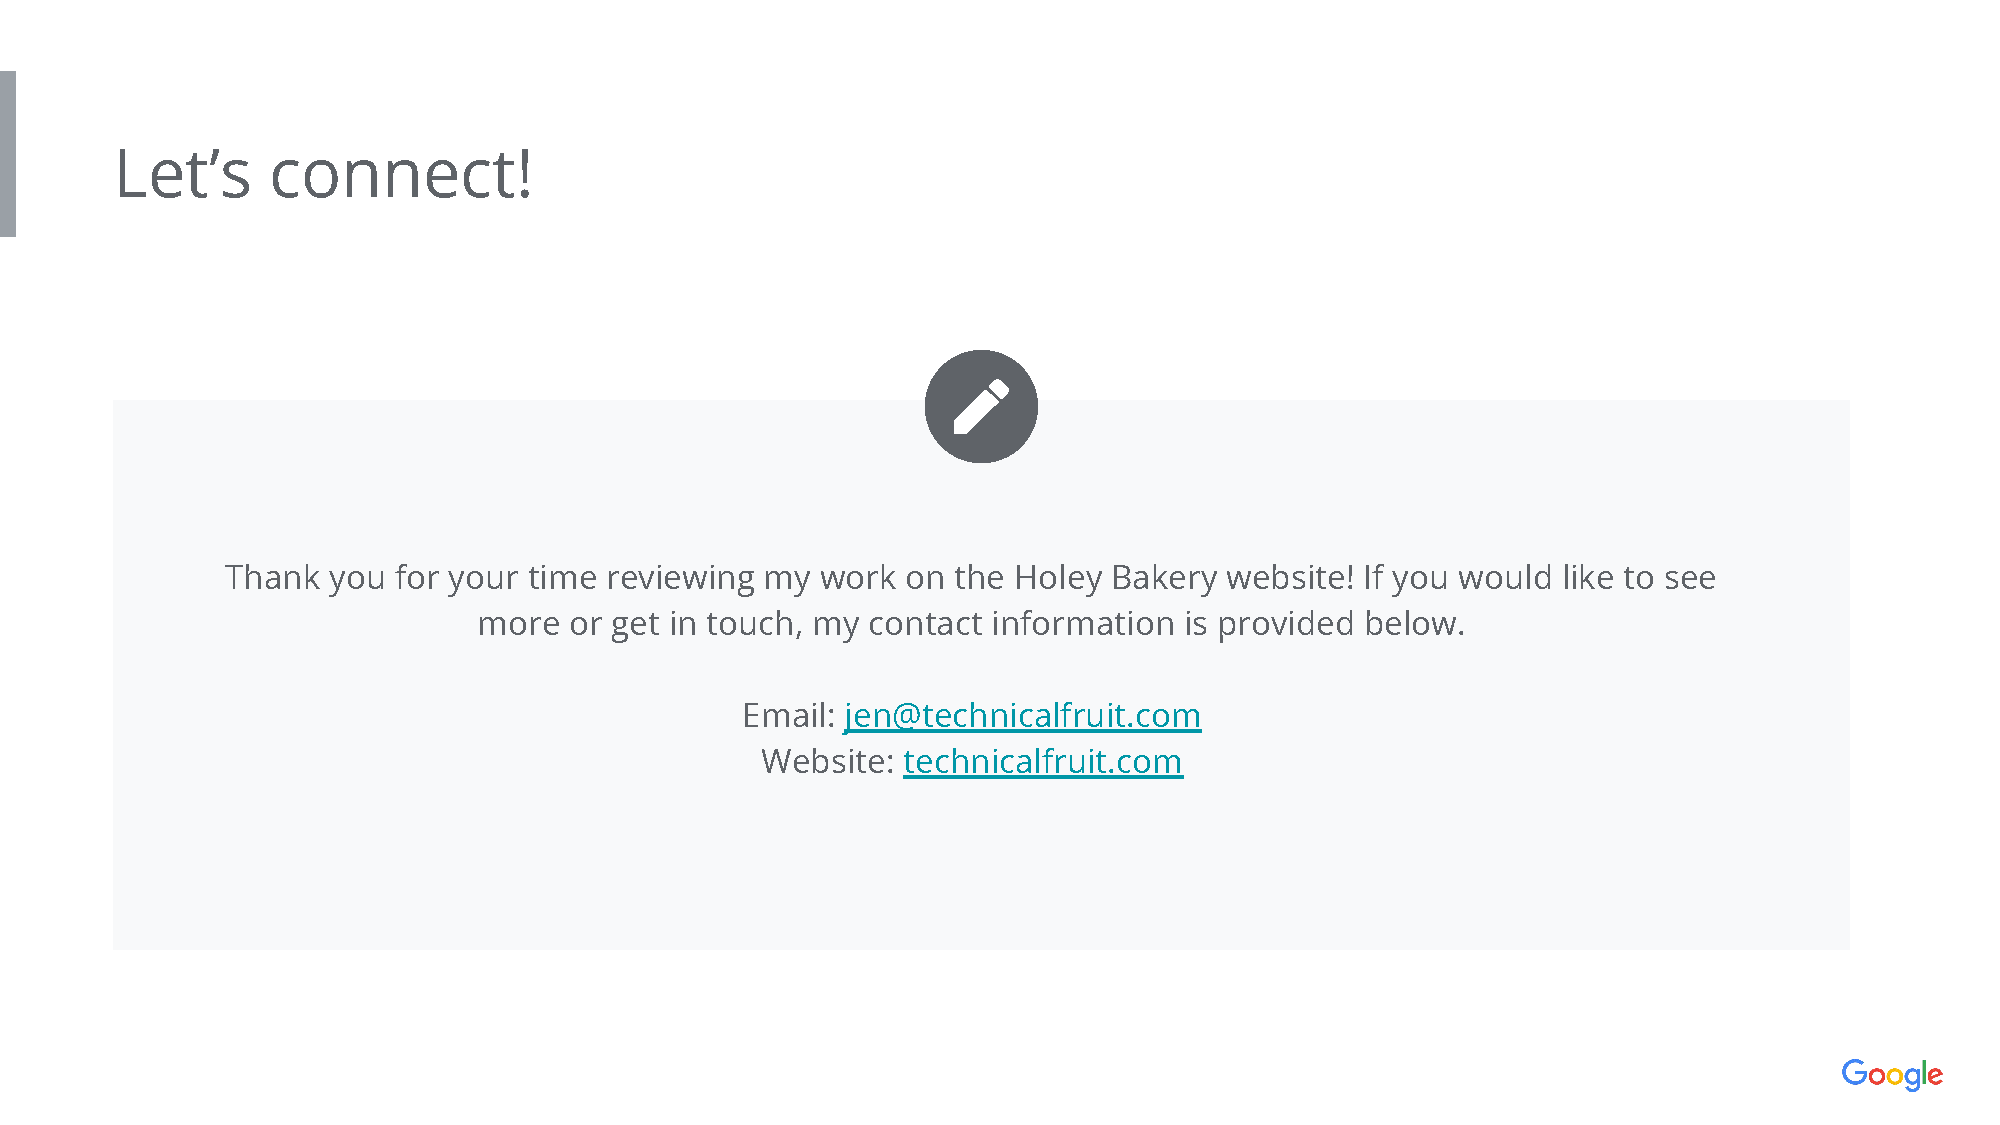 Let’s connect!
Thank you for your time reviewing my work on the Holey Bakery website! If you would like to see
more or get in touch, my contact information is provided below.
Email: jen@technicalfruit.com
Website: technicalfruit.com
Google